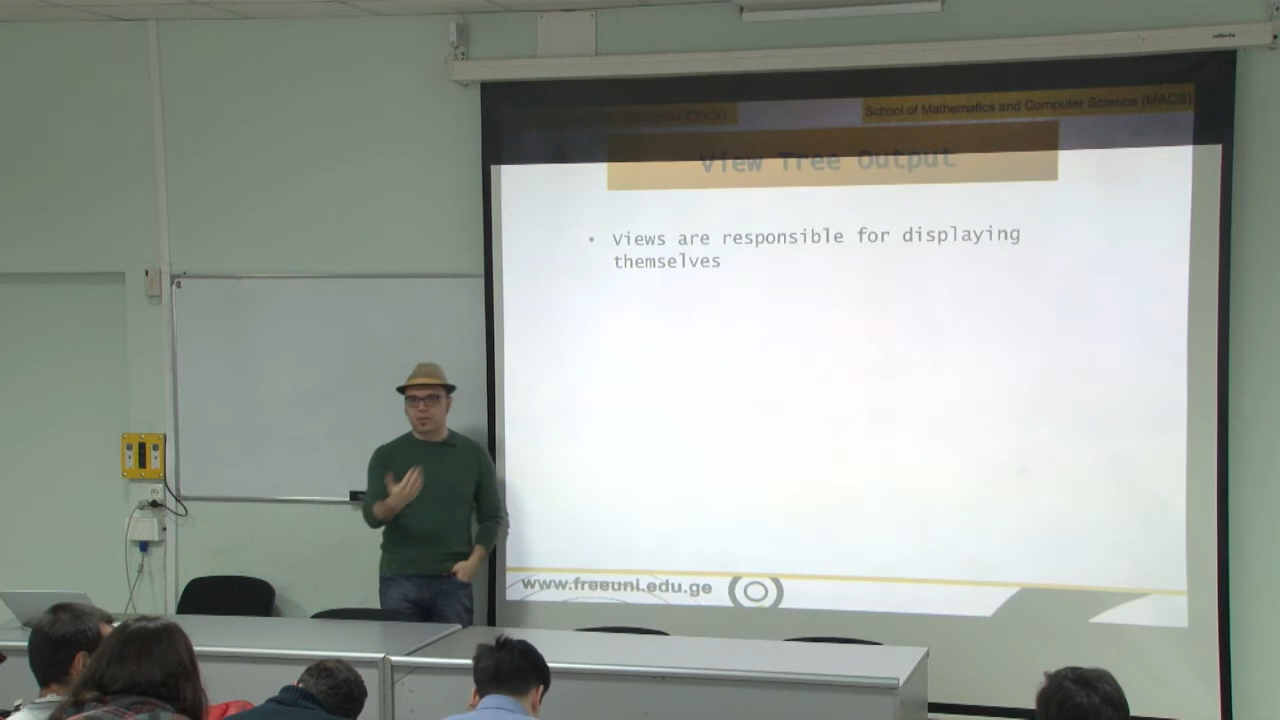 School of Mathematics and Computer Science (MACS)
View Tree Output
• Views are responsible for displaying
themselves
www.freeuni.edu.ge